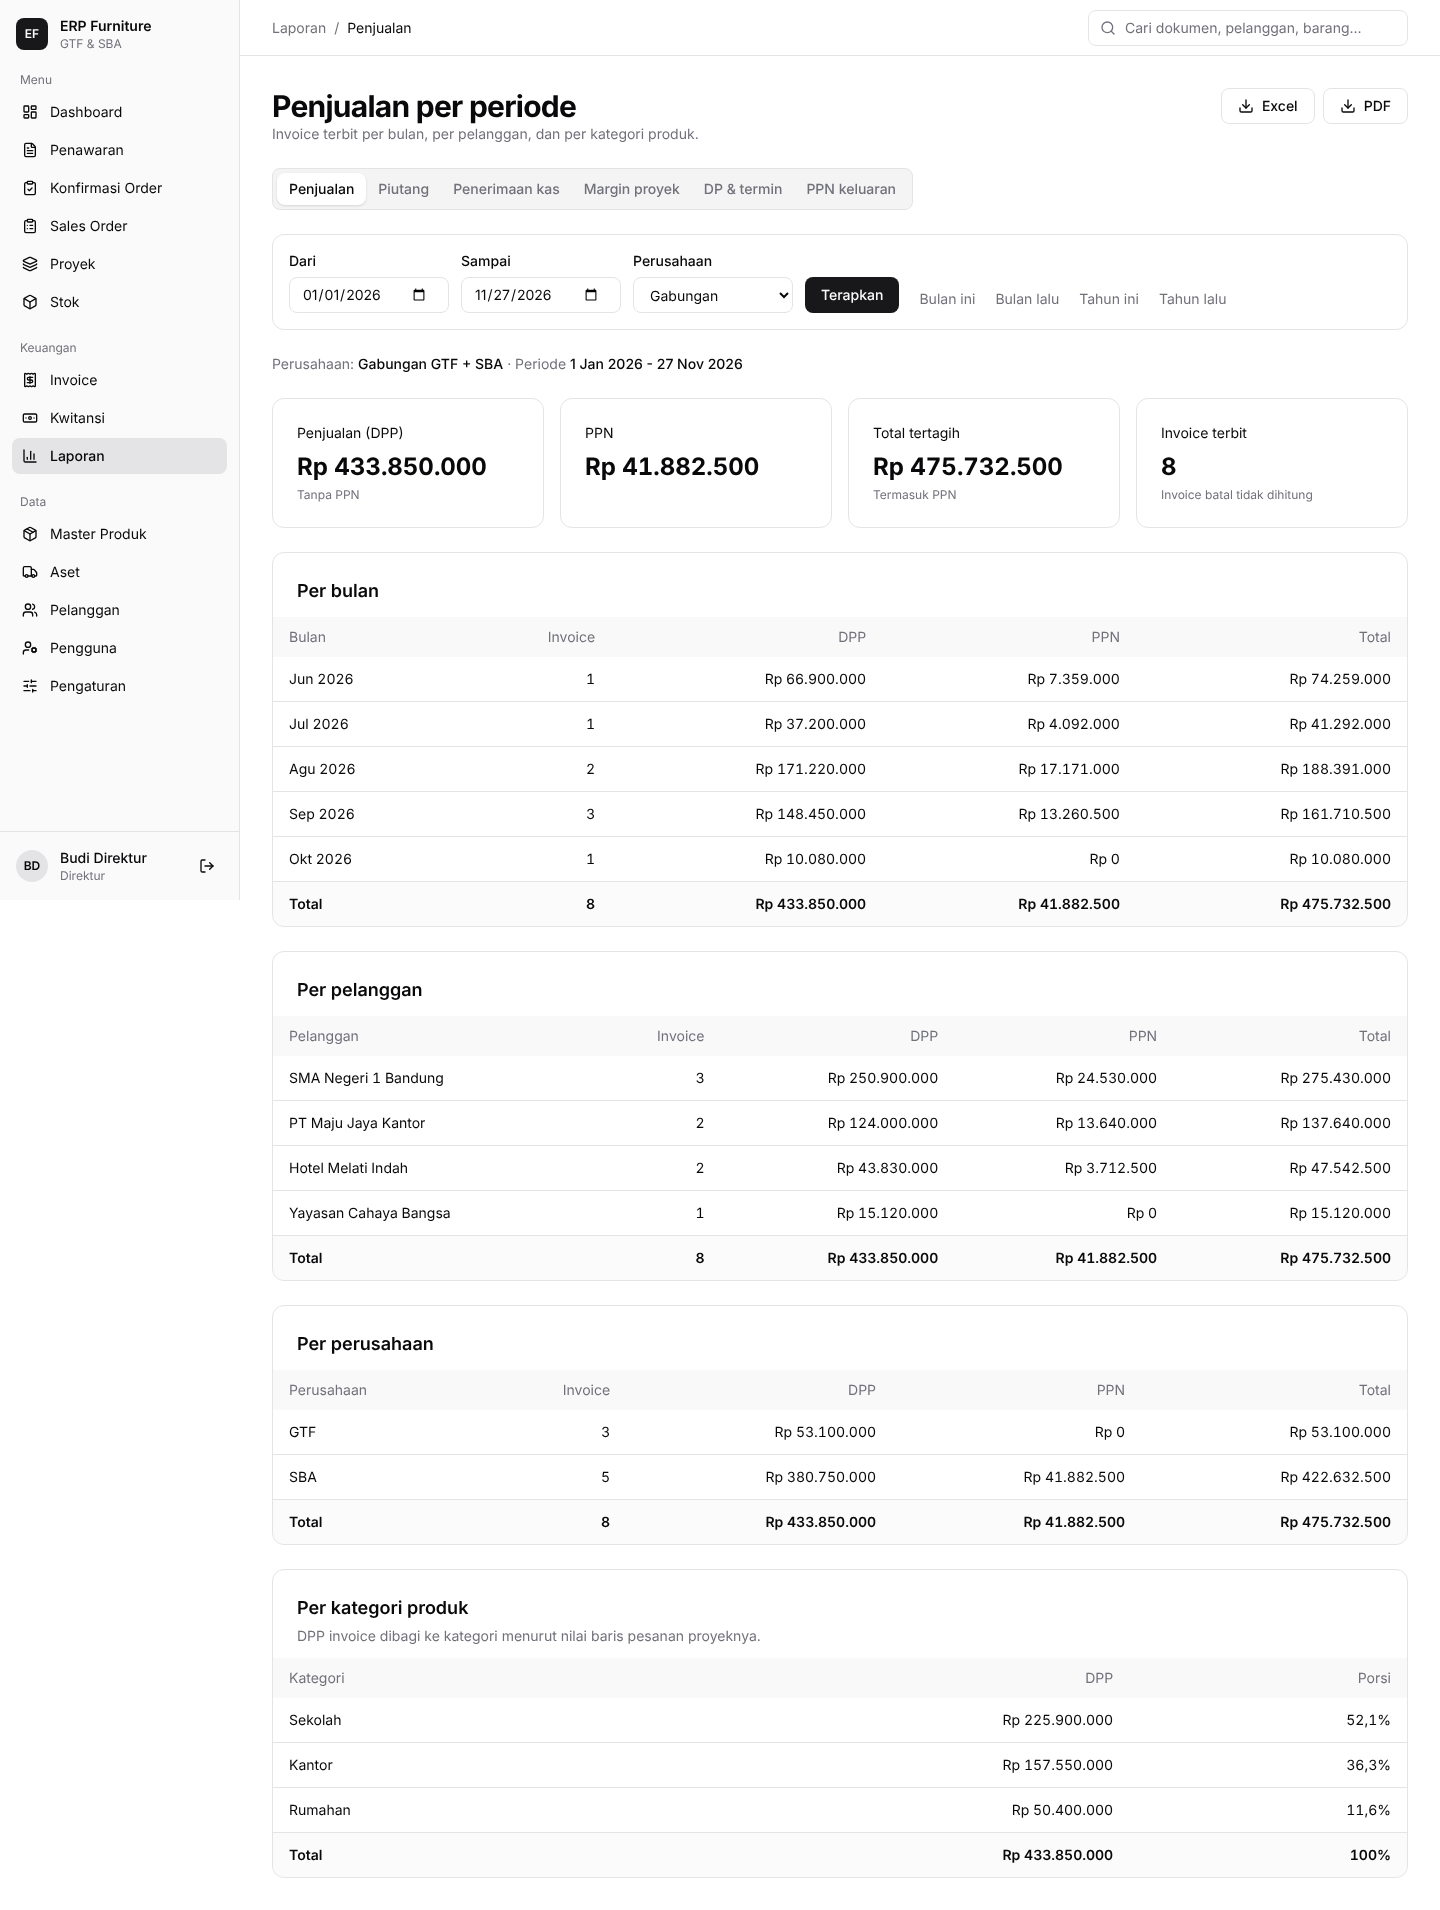 EF ERP Furniture
GTF & SBA
Menu
Dashboard
Penawaran
Konfirmasi Order
Sales Order
Proyek
Stok
Keuangan
Invoice
Kwitansi
Laporan
Data
Master Produk
Aset
Pelanggan
Pengguna
Pengaturan
BD Budi Direktur
Direktur
Laporan / Penjualan
Cari dokumen, pelanggan, barang...
Penjualan per periode
Excel PDF
Invoice terbit per bulan, per pelanggan, dan per kategori produk.
Penjualan Piutang Penerimaan kas Margin proyek DP & termin PPN keluaran
Dari Sampai Perusahaan
01/01/2026 11/27/2026 Gabungan Terapkan Bulan ini Bulan lalu Tahun ini Tahun lalu
Perusahaan: Gabungan GTF + SBA · Periode 1 Jan 2026 - 27 Nov 2026
Penjualan (DPP)
Rp 433.850.000
Tanpa PPN
PPN
Rp 41.882.500
Total tertagih
Rp 475.732.500
Termasuk PPN
Invoice terbit
8
Invoice batal tidak dihitung
Per bulan
Bulan Invoice DPP PPN Total
Jun 2026 1 Rp 66.900.000 Rp 7.359.000 Rp 74.259.000
Jul 2026 1 Rp 37.200.000 Rp 4.092.000 Rp 41.292.000
Agu 2026 2 Rp 171.220.000 Rp 17.171.000 Rp 188.391.000
Sep 2026 3 Rp 148.450.000 Rp 13.260.500 Rp 161.710.500
Okt 2026 1 Rp 10.080.000 Rp 0 Rp 10.080.000
Total 8 Rp 433.850.000 Rp 41.882.500 Rp 475.732.500
Per pelanggan
Pelanggan Invoice DPP PPN Total
SMA Negeri 1 Bandung 3 Rp 250.900.000 Rp 24.530.000 Rp 275.430.000
PT Maju Jaya Kantor 2 Rp 124.000.000 Rp 13.640.000 Rp 137.640.000
Hotel Melati Indah 2 Rp 43.830.000 Rp 3.712.500 Rp 47.542.500
Yayasan Cahaya Bangsa 1 Rp 15.120.000 Rp 0 Rp 15.120.000
Total 8 Rp 433.850.000 Rp 41.882.500 Rp 475.732.500
Per perusahaan
Perusahaan Invoice DPP PPN Total
GTF 3 Rp 53.100.000 Rp 0 Rp 53.100.000
SBA 5 Rp 380.750.000 Rp 41.882.500 Rp 422.632.500
Total 8 Rp 433.850.000 Rp 41.882.500 Rp 475.732.500
Per kategori produk
DPP invoice dibagi ke kategori menurut nilai baris pesanan proyeknya.
Kategori DPP Porsi
Sekolah Rp 225.900.000 52,1%
Kantor Rp 157.550.000 36,3%
Rumahan Rp 50.400.000 11,6%
Total Rp 433.850.000 100%